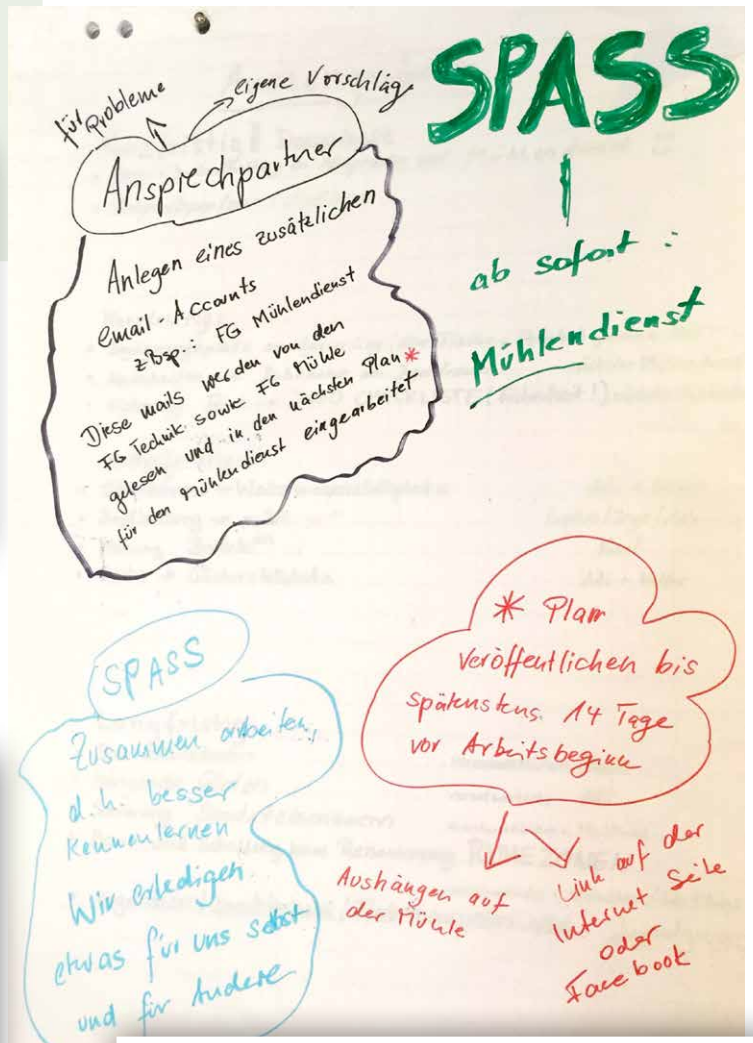 SPASS
ab sofort :
Mühlendienst
für Probleme
eigene Vorschläge
Ansprechpartner
Anlegen eines zusätzlichen
email - Accounts
z Bsp.: FG Mühlendienst
Diese mails werden von den
FG Technik sowie FG Mühle
gelesen und in den nächsten Plan *
für den Mühlendienst eingearbeitet
SPASS
Zusammen arbeiten,
d.h. besser
Kennenlernen
Wir erledigen
etwas für uns selbst
und für Andere
* Plan
Veröffentlichen bis
spätenstens 14 Tage
vor Arbeitsbeginn
Aushängen auf
der Mühle
Link auf der
Internet Seite
oder
Facebook